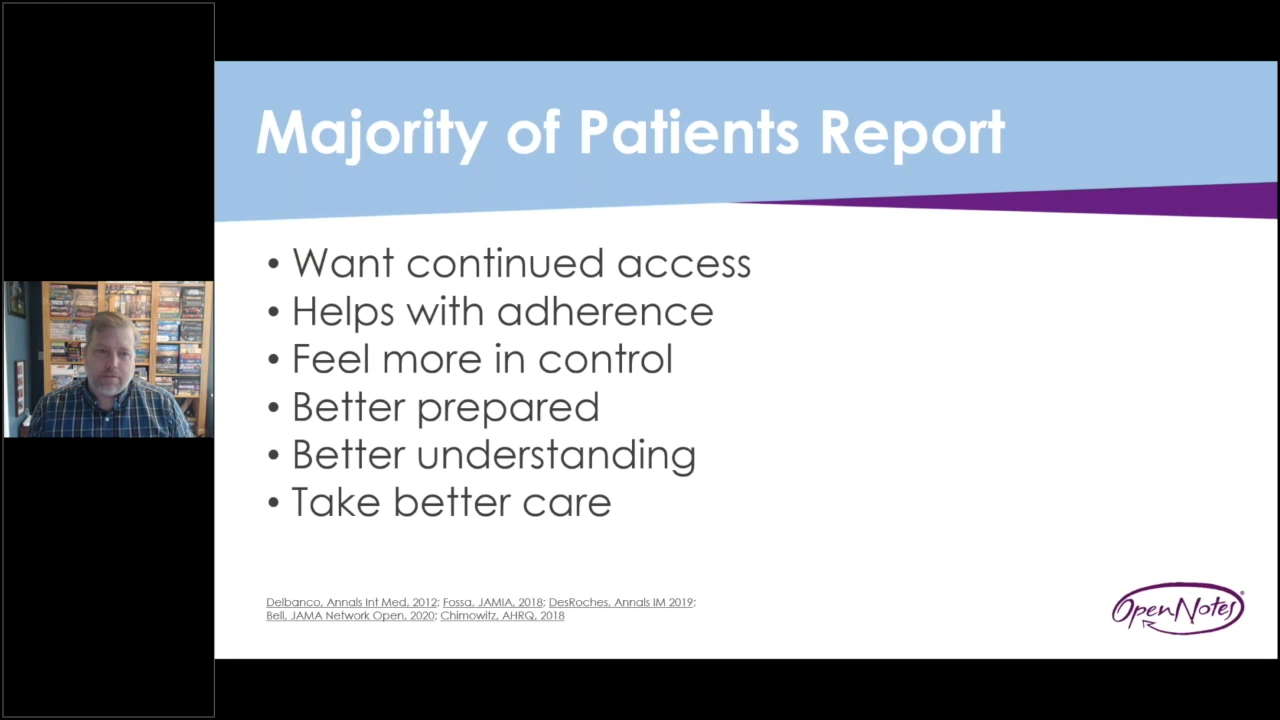 Majority of Patients Report
• Want continued access
• Helps with adherence
• Feel more in control
• Better prepared
• Better understanding
• Take better care
Delbanco, Annals Int Med, 2012; Fossa, JAMIA, 2018; DesRoches, Annals IM 2019;
Bell, JAMA Network Open, 2020; Chimowitz, AHRQ, 2018
OpenNotes®